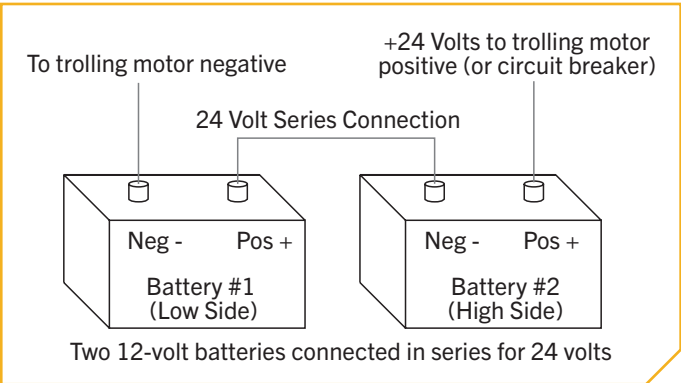 To trolling motor negative
+24 Volts to trolling motor
positive (or circuit breaker)
24 Volt Series Connection
Neg - Pos +
Battery #1
(Low Side)
Neg - Pos +
Battery #2
(High Side)
Two 12-volt batteries connected in series for 24 volts